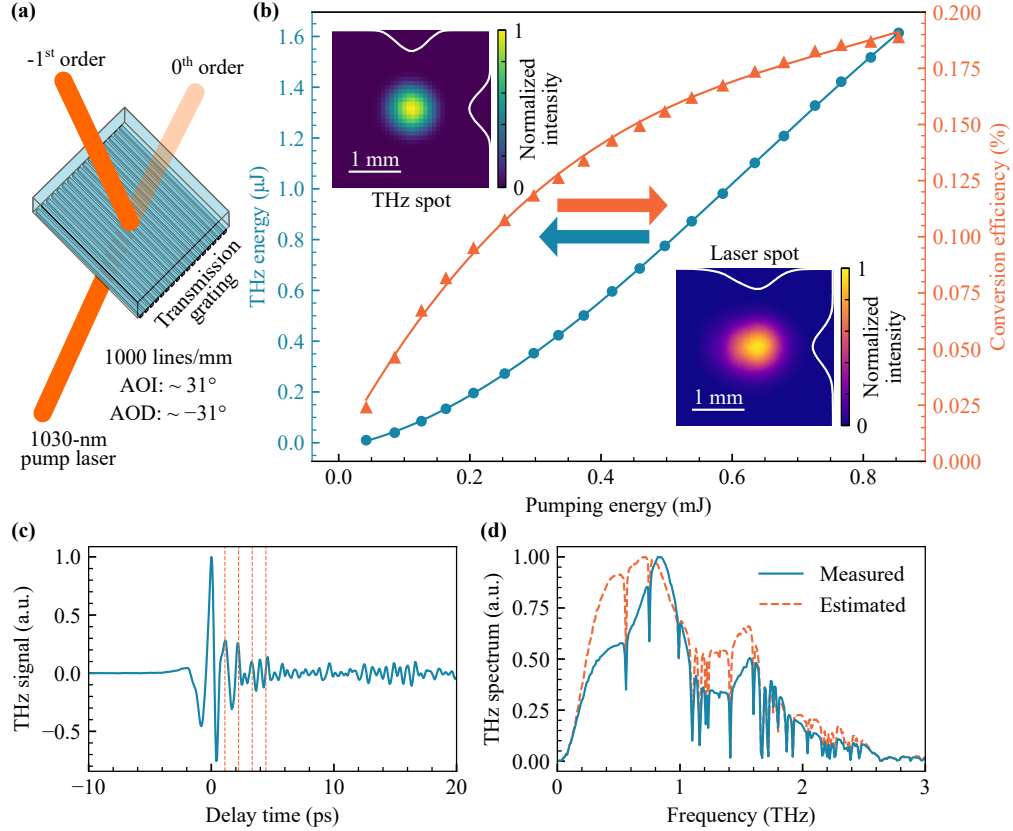 (a)
-1st order
0th order
Transmission
grating
1000 lines/mm
AOI: ~ 31°
AOD: ~ −31°
1030-nm
pump laser
(b)
THz energy (μJ)
1.6
1.4
1.2
1.0
0.8
0.6
0.4
0.2
0.0
1
Normalized
intensity
0
1 mm
THz spot
Laser spot
1
Normalized
intensity
0
1 mm
0.200
0.175
0.150
0.125
0.100
0.075
0.050
0.025
0.000
Conversion efficiency (%)
0.0 0.2 0.4 0.6 0.8
Pumping energy (mJ)
(c)
THz signal (a.u.)
1.0
0.5
0.0
−0.5
−10 0 10 20
Delay time (ps)
(d)
THz spectrum (a.u.)
1.00
0.75
0.50
0.25
0.00
Measured
Estimated
0 1 2 3
Frequency (THz)